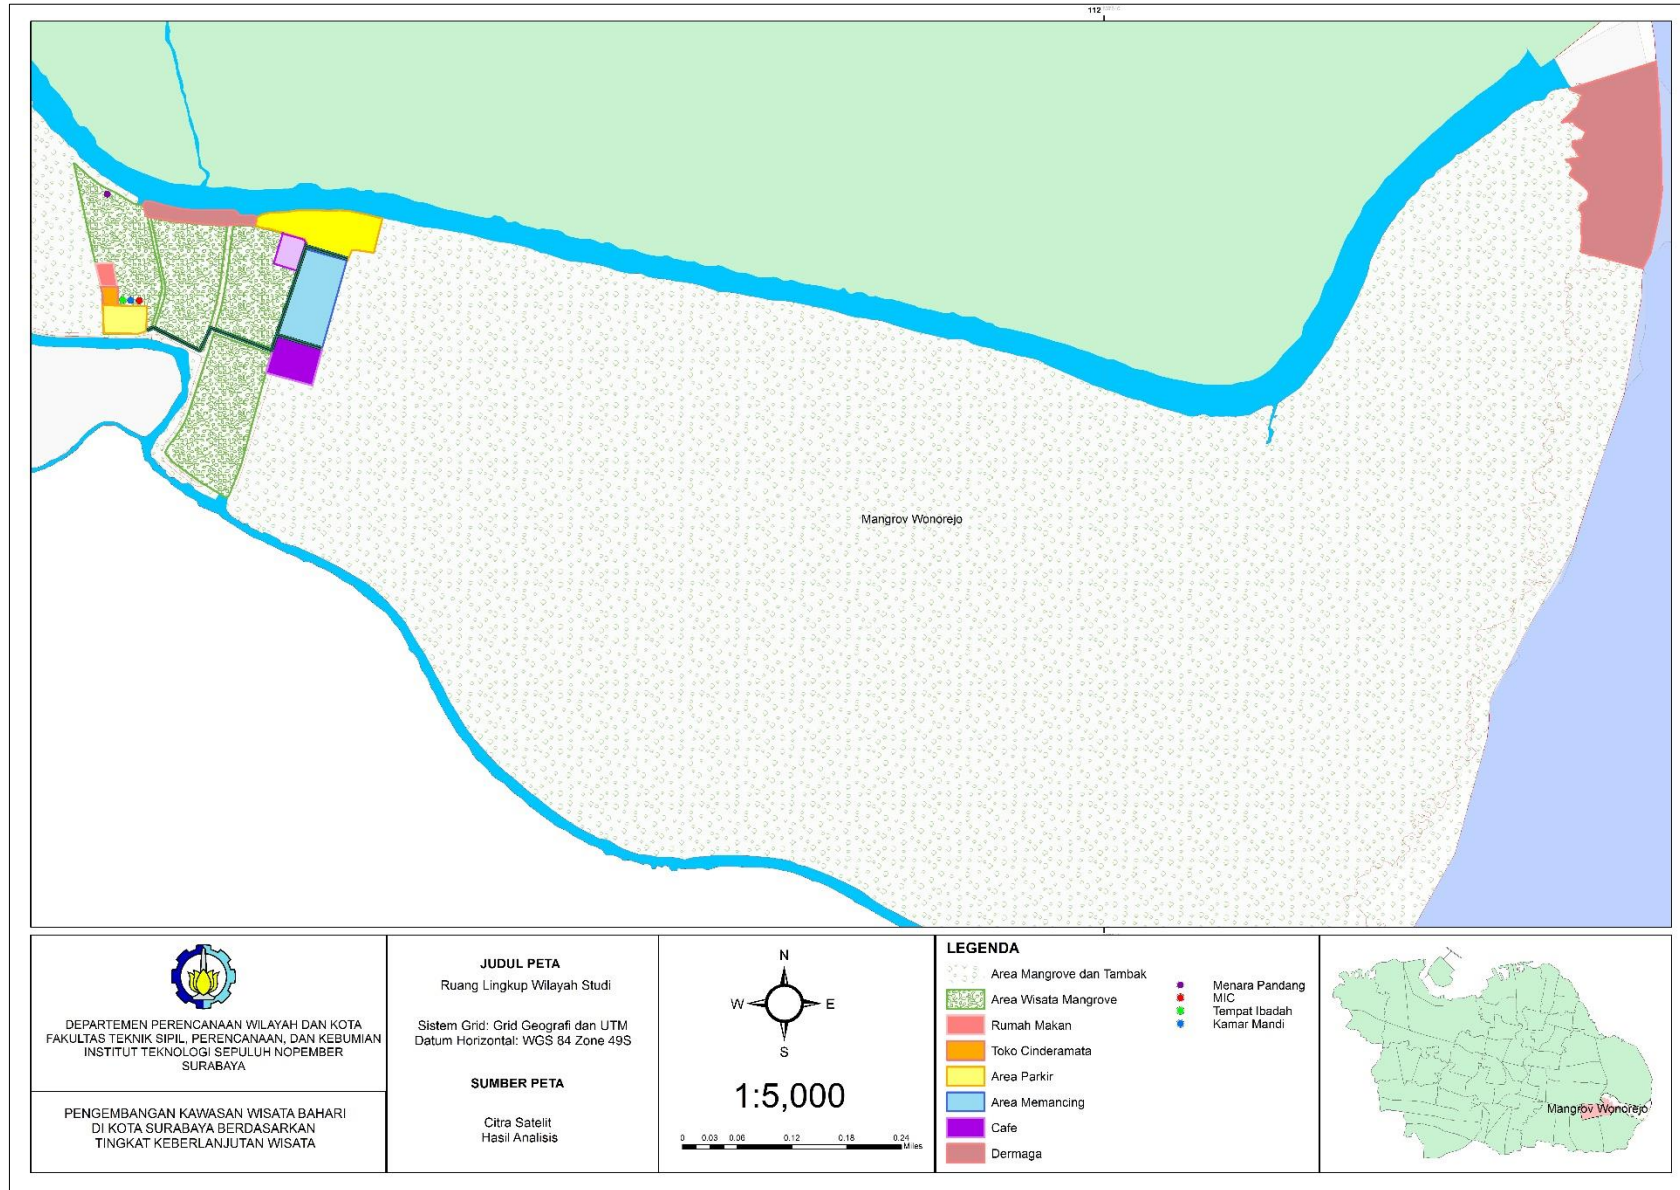 112
Mangrov Wonorejo
DEPARTEMEN PERENCANAAN WILAYAH DAN KOTA
FAKULTAS TEKNIK SIPIL, PERENCANAAN, DAN KEBUMIAN
INSTITUT TEKNOLOGI SEPULUH NOPEMBER
SURABAYA
PENGEMBANGAN KAWASAN WISATA BAHARI
DI KOTA SURABAYA BERDASARKAN
TINGKAT KEBERLANJUTAN WISATA
JUDUL PETA
Ruang Lingkup Wilayah Studi
Sistem Grid: Grid Geografi dan UTM
Datum Horizontal: WGS 84 Zone 49S
SUMBER PETA
Citra Satelit
Hasil Analisis
N
W E
S
1:5,000
0 0.03 0.06 0.12 0.18 0.24
Miles
LEGENDA
Area Mangrove dan Tambak
Area Wisata Mangrove
Rumah Makan
Toko Cinderamata
Area Parkir
Area Memancing
Cafe
Dermaga
Menara Pandang
MIC
Tempat Ibadah
Kamar Mandi
Mangrov Wonorejo